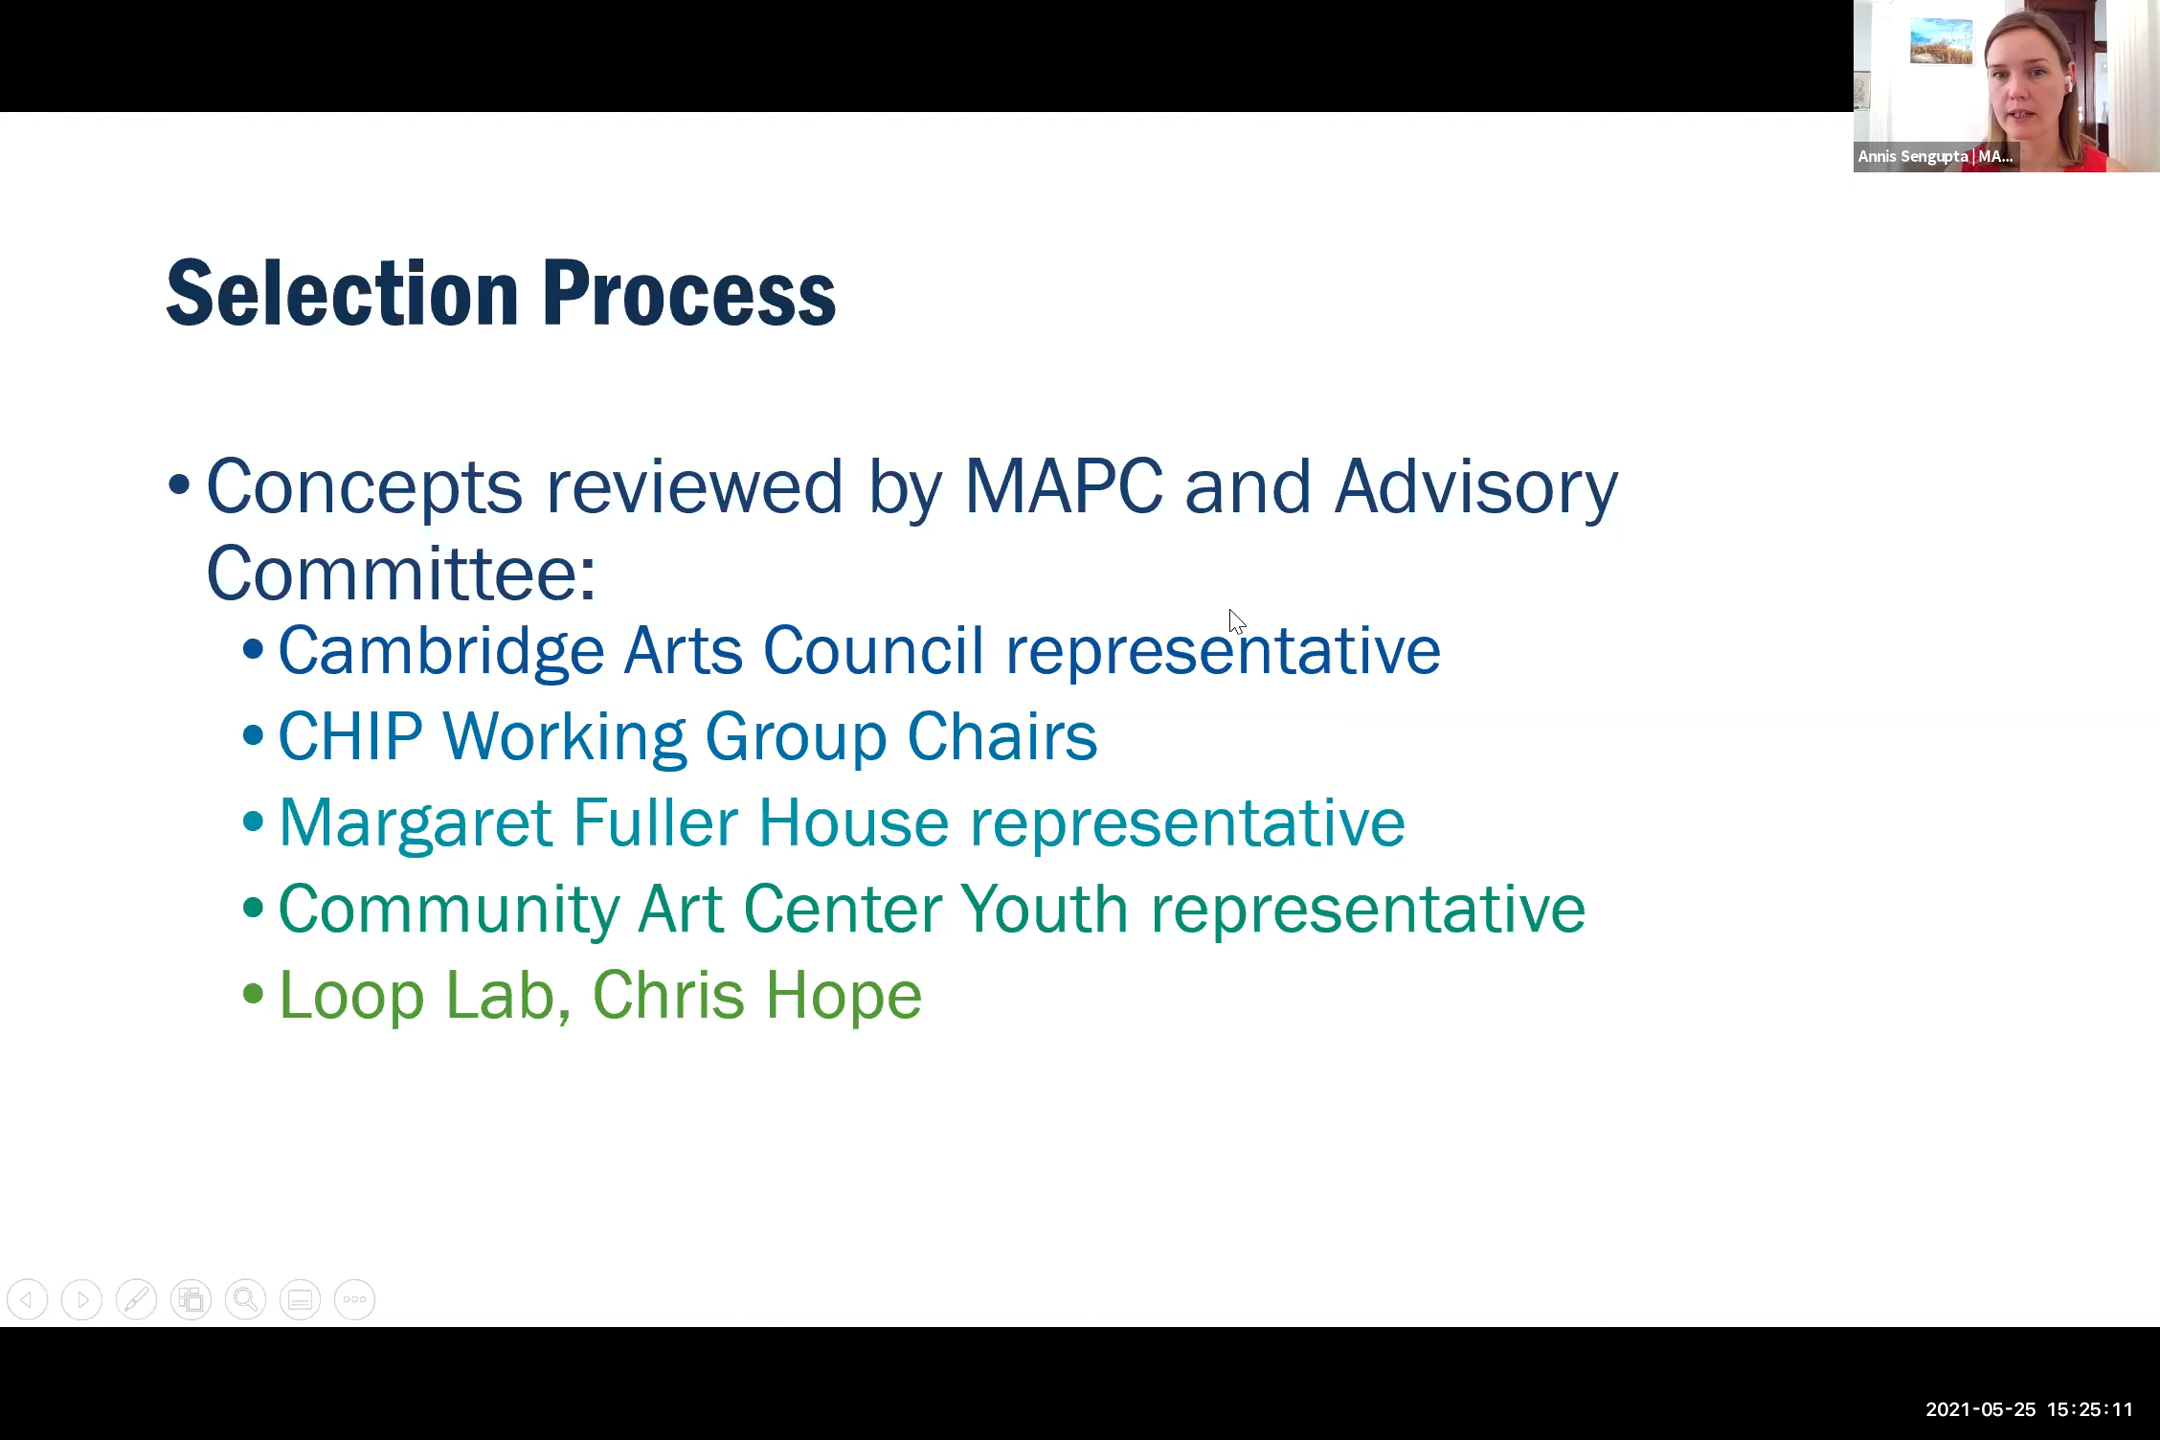 Annis Sengupta | MA...
Selection Process
• Concepts reviewed by MAPC and Advisory
Committee:
• Cambridge Arts Council representative
• CHIP Working Group Chairs
• Margaret Fuller House representative
• Community Art Center Youth representative
• Loop Lab, Chris Hope
2021-05-25 15:25:11